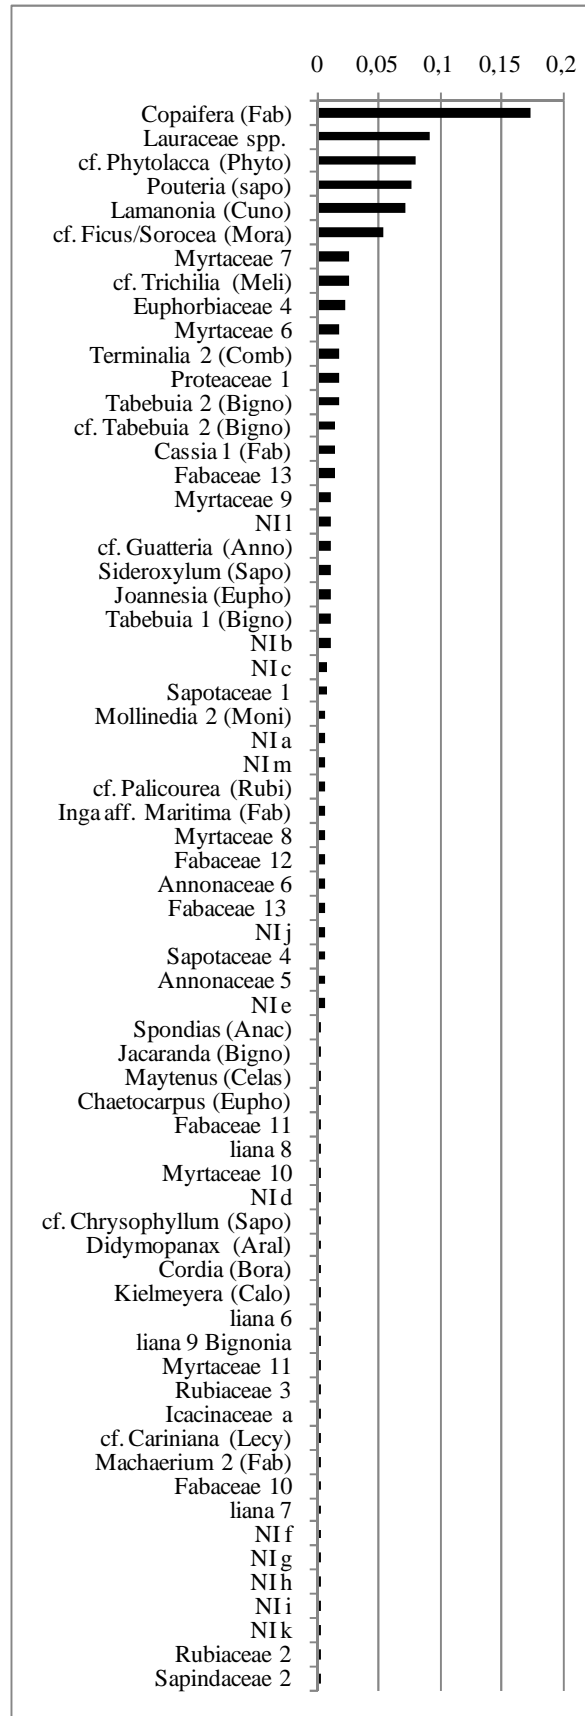 0 0,05 0,1 0,15 0,2
Copaifera (Fab)
Lauraceae spp.
cf. Phytolacca (Phyto)
Pouteria (sapo)
Lamanonia (Cuno)
cf. Ficus/Sorocea (Mora)
Myrtaceae 7
cf. Trichilia (Meli)
Euphorbiaceae 4
Myrtaceae 6
Terminalia 2 (Comb)
Proteaceae 1
Tabebuia 2 (Bigno)
cf. Tabebuia 2 (Bigno)
Cassia 1 (Fab)
Fabaceae 13
Myrtaceae 9
NI l
cf. Guatteria (Anno)
Sideroxylum (Sapo)
Joannesia (Eupho)
Tabebuia 1 (Bigno)
NI b
NI c
Sapotaceae 1
Mollinedia 2 (Moni)
NI a
NI m
cf. Palicourea (Rubi)
Inga aff. Maritima (Fab)
Myrtaceae 8
Fabaceae 12
Annonaceae 6
Fabaceae 13
NI j
Sapotaceae 4
Annonaceae 5
NI e
Spondias (Anac)
Jacaranda (Bigno)
Maytenus (Celas)
Chaetocarpus (Eupho)
Fabaceae 11
liana 8
Myrtaceae 10
NI d
cf. Chrysophyllum (Sapo)
Didymopanax (Aral)
Cordia (Bora)
Kielmeyera (Calo)
liana 6
liana 9 Bignonia
Myrtaceae 11
Rubiaceae 3
Icacinaceae a
cf. Cariniana (Lecy)
Machaerium 2 (Fab)
Fabaceae 10
liana 7
NI f
NI g
NI h
NI i
NI k
Rubiaceae 2
Sapindaceae 2